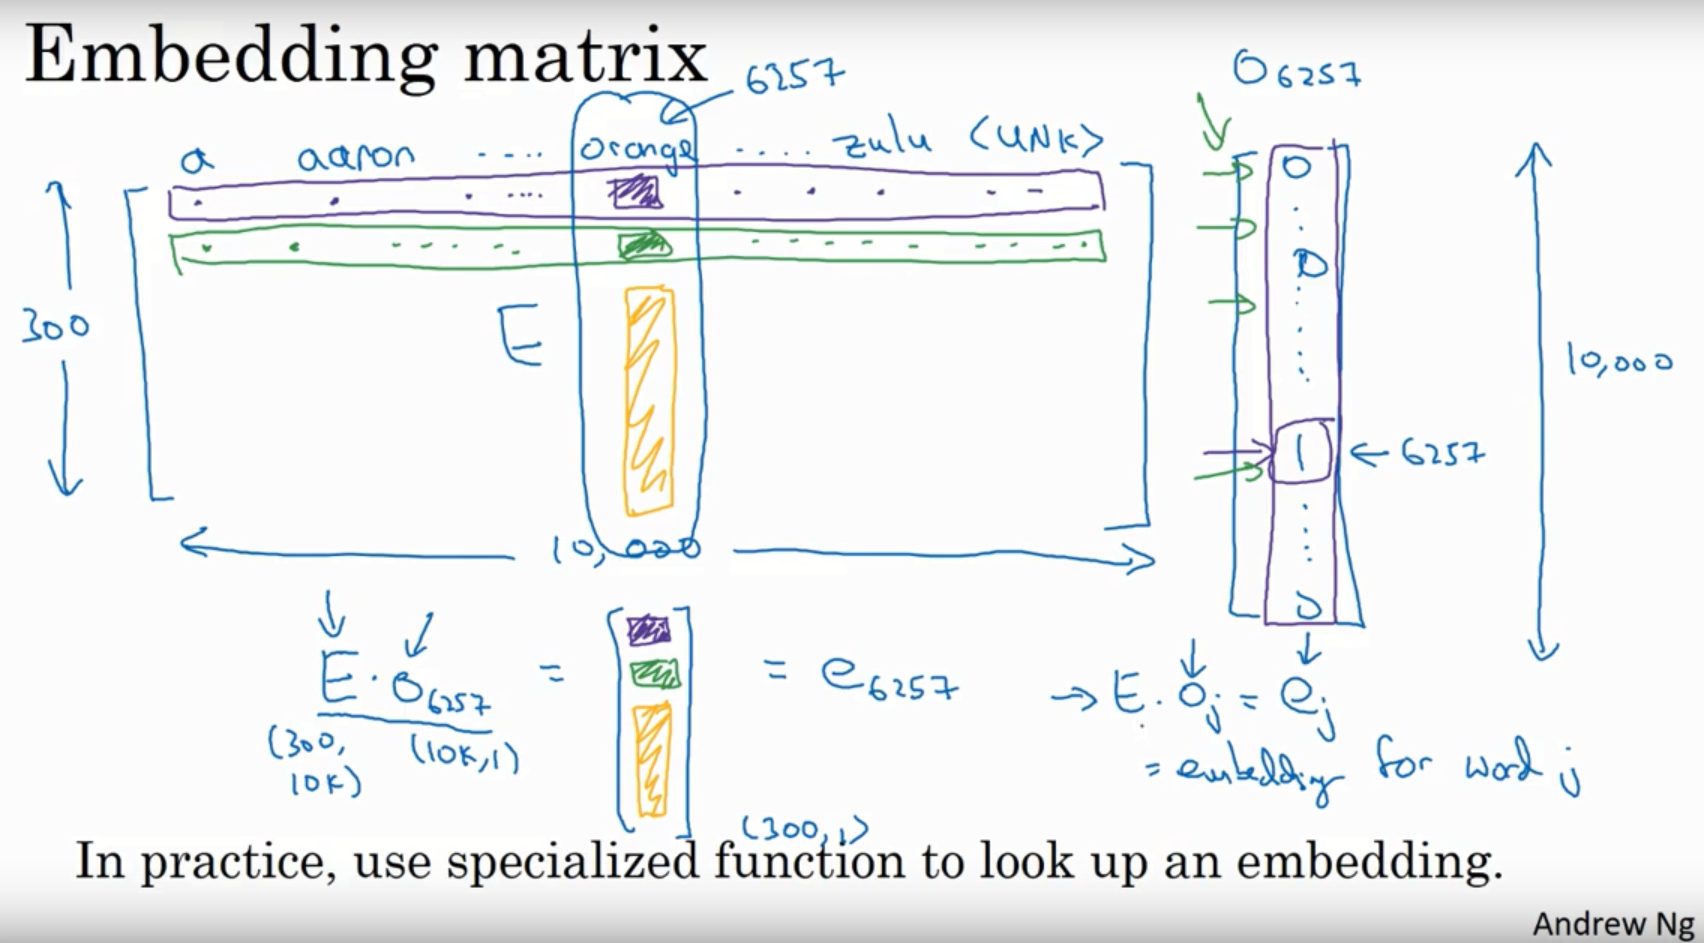 Embedding matrix
6257
O6257
a aaron ..... orange ..... zulu <UNK>
300
E
0
0
10,000
1 ← 6257
0
10,000
E · O6257 = [ ] = e6257
(300, 10K) (10K,1)
(300,1)
→ E · Oj = ej
= embedding for word j
In practice, use specialized function to look up an embedding.
Andrew Ng